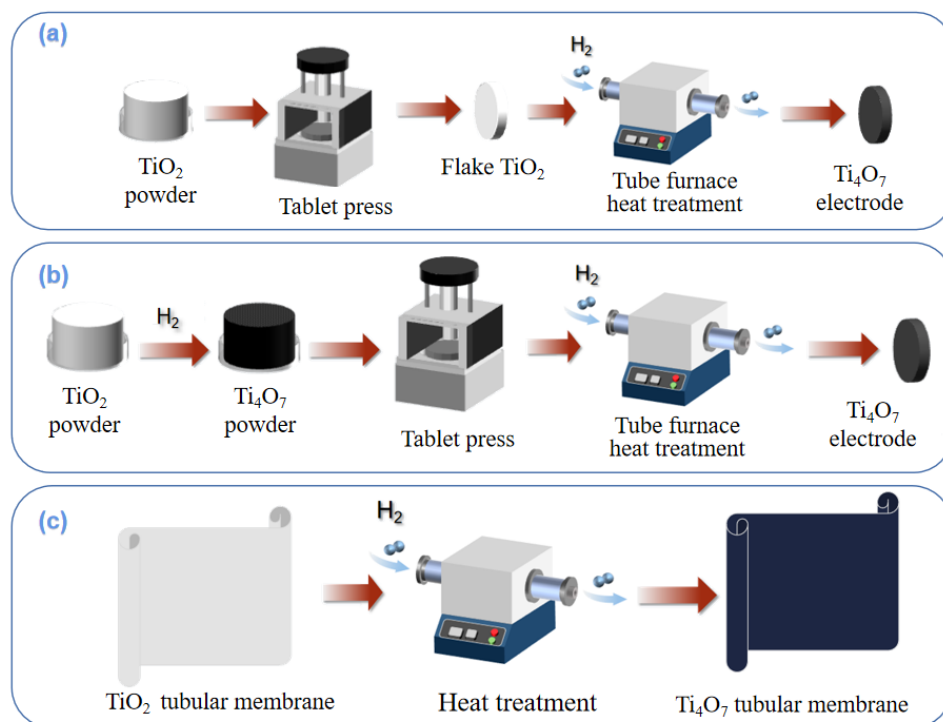 (a)
H₂
TiO₂
powder
Tablet press
Flake TiO₂
Tube furnace
heat treatment
Ti₄O₇
electrode
(b)
H₂
H₂
TiO₂
powder
Ti₄O₇
powder
Tablet press
Tube furnace
heat treatment
Ti₄O₇
electrode
(c)
H₂
TiO₂ tubular membrane
Heat treatment
Ti₄O₇ tubular membrane